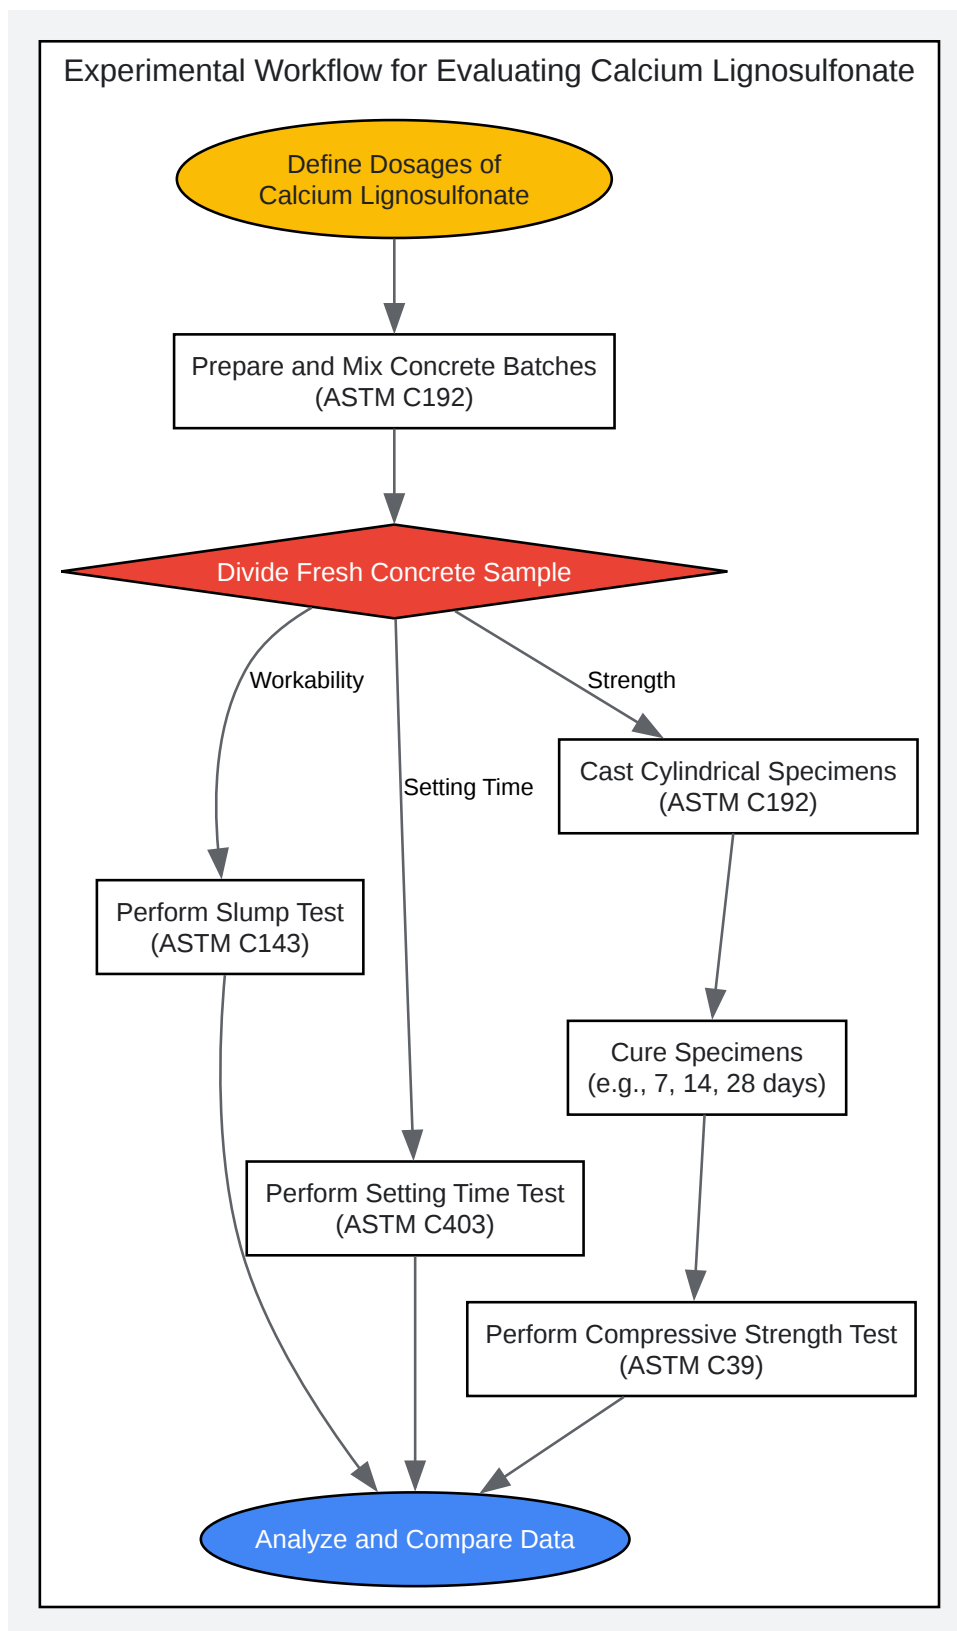 Experimental Workflow for Evaluating Calcium Lignosulfonate
Define Dosages of
Calcium Lignosulfonate
Prepare and Mix Concrete Batches
(ASTM C192)
Divide Fresh Concrete Sample
Workability
Strength
Setting Time
Cast Cylindrical Specimens
(ASTM C192)
Perform Slump Test
(ASTM C143)
Cure Specimens
(e.g., 7, 14, 28 days)
Perform Setting Time Test
(ASTM C403)
Perform Compressive Strength Test
(ASTM C39)
Analyze and Compare Data